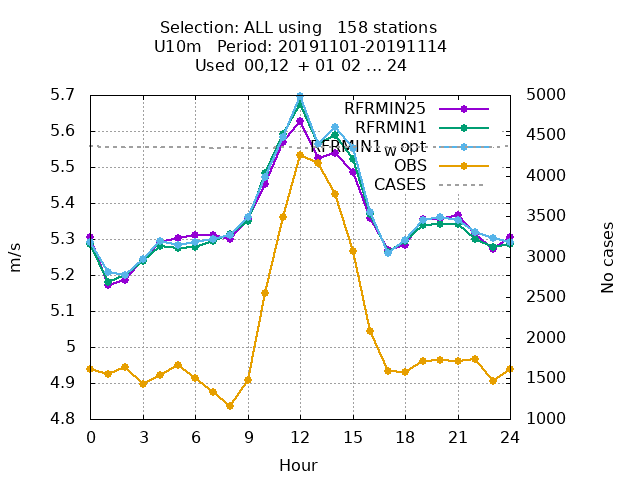 Selection: ALL using   158 stations
U10m   Period: 20191101-20191114
Used  00,12  + 01 02 ... 24
5.7
5.6
5.5
5.4
5.3
5.2
5.1
5
4.9
4.8
m/s
RFRMIN25
RFRMIN1
RFRMIN1_w opt
OBS
CASES
5000
4500
4000
3500
3000
2500
2000
1500
1000
No cases
0 3 6 9 12 15 18 21 24
Hour